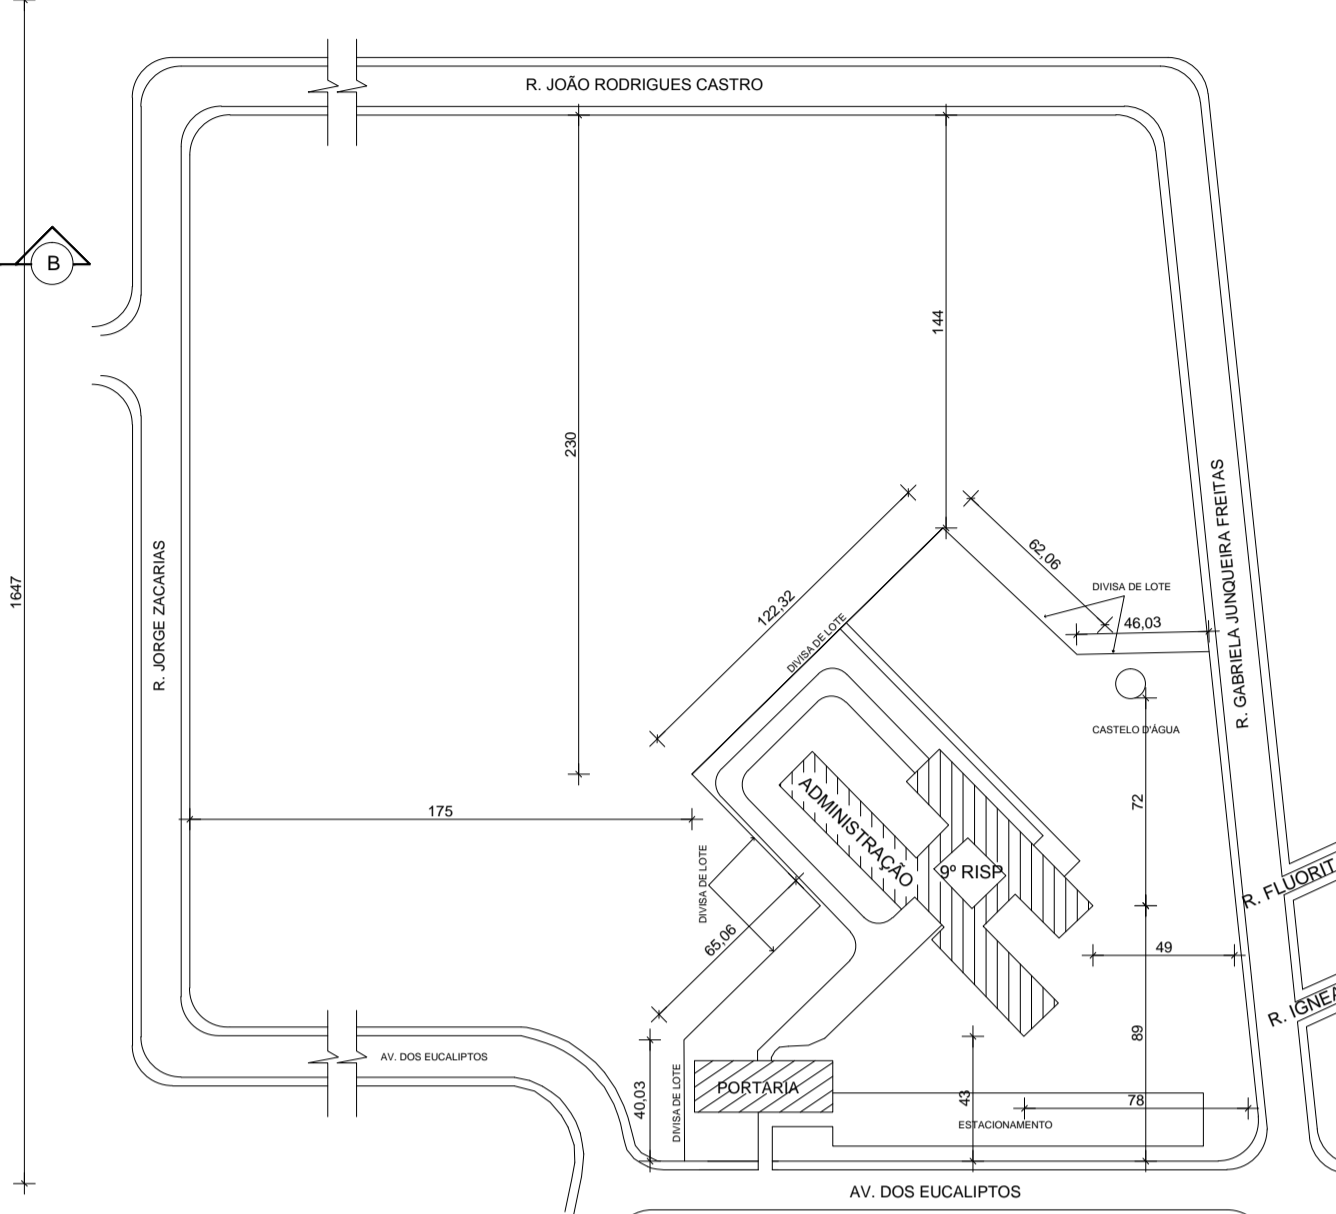 R. JOÃO RODRIGUES CASTRO
B
144
230
R. GABRIELA JUNQUEIRA FREITAS
62,06
DIVISA DE LOTE
1647
R. JORGE ZACARIAS
122,32
46,03
DIVISA DE LOTE
CASTELO D'ÁGUA
ADMINISTRAÇÃO
72
175
DIVISA DE LOTE
9º RISP
R. FLUORIT
65,06
49
R. IGNEA
89
AV. DOS EUCALIPTOS
40,03
DIVISA DE LOTE
PORTARIA
43
78
ESTACIONAMENTO
AV. DOS EUCALIPTOS